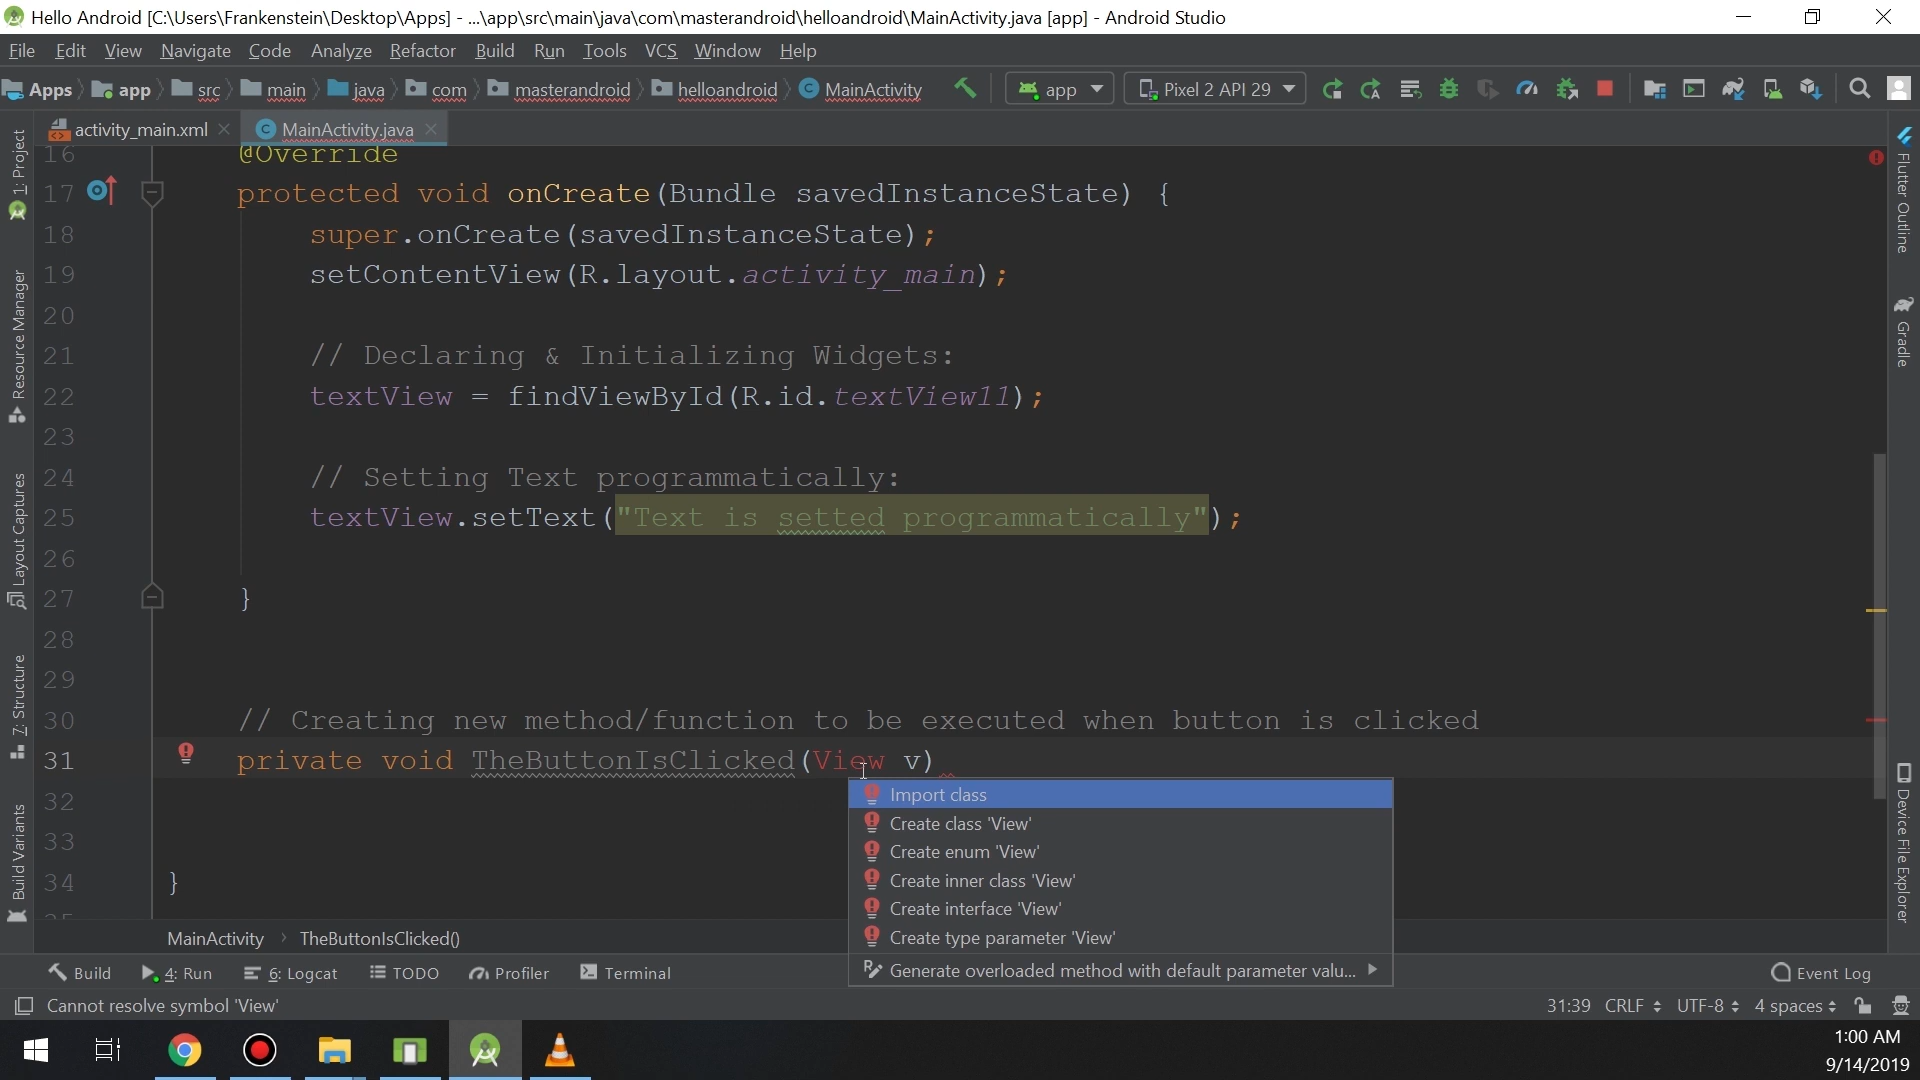 Hello Android [C:\Users\Frankenstein\Desktop\Apps] - ...\app\src\main\java\com\masterandroid\helloandroid\MainActivity.java [app] - Android Studio
File Edit View Navigate Code Analyze Refactor Build Run Tools VCS Window Help
Apps app src main java com masterandroid helloandroid MainActivity app Pixel 2 API 29
activity_main.xml MainActivity.java
16 @Override
17 protected void onCreate(Bundle savedInstanceState) {
18 super.onCreate(savedInstanceState);
19 setContentView(R.layout.activity_main);
20
21 // Declaring & Initializing Widgets:
22 textView = findViewById(R.id.textView11);
23
24 // Setting Text programmatically:
25 textView.setText("Text is setted programmatically");
26
27 }
28
29
30 // Creating new method/function to be executed when button is clicked
31 private void TheButtonIsClicked(View v)
32
33
34 }
Import class
Create class 'View'
Create enum 'View'
Create inner class 'View'
Create interface 'View'
Create type parameter 'View'
Generate overloaded method with default parameter valu...
1: Project
Resource Manager
Layout Captures
7: Structure
Build Variants
Flutter Outline
Gradle
Device File Explorer
MainActivity TheButtonIsClicked()
Build 4: Run 6: Logcat TODO Profiler Terminal Event Log
Cannot resolve symbol 'View' 31:39 CRLF UTF-8 4 spaces
1:00 AM
9/14/2019